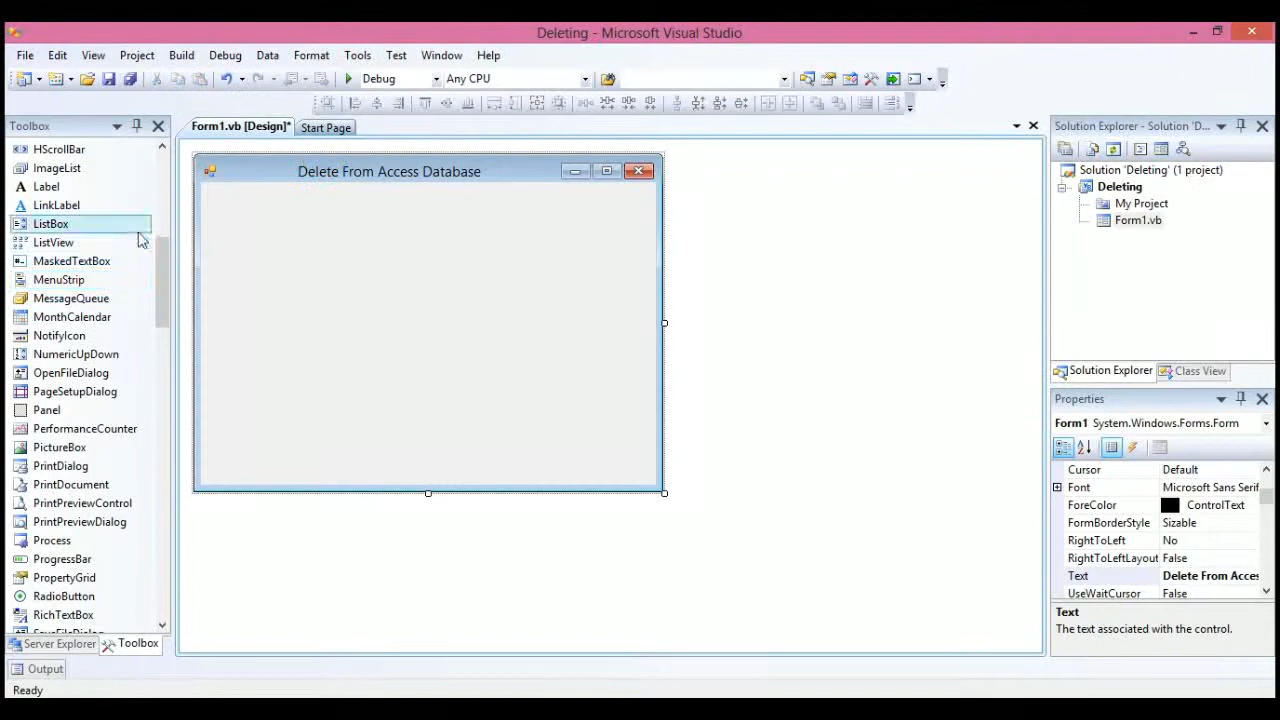 Deleting - Microsoft Visual Studio
File Edit View Project Build Debug Format Data Tools Test Window Help
Debug Any CPU
Toolbox
HScrollBar
ImageList
Label
LinkLabel
ListBox
ListView
MaskedTextBox
MenuStrip
MessageQueue
MonthCalendar
NotifyIcon
NumericUpDown
OpenFileDialog
PageSetupDialog
Panel
PerformanceCounter
PictureBox
PrintDialog
PrintDocument
PrintPreviewControl
PrintPreviewDialog
Process
ProgressBar
PropertyGrid
RadioButton
RichTextBox
SaveFileDialog
Server Explorer Toolbox
Form1.vb [Design]* Start Page
Delete From Access Database
Solution Explorer - Solution 'D...
Solution 'Deleting' (1 project)
Deleting
My Project
Form1.vb
Solution Explorer Class View
Properties
Form1 System.Windows.Forms.Form
Cursor Default
Font Microsoft Sans Serif
ForeColor ControlText
FormBorderStyle Sizable
RightToLeft No
RightToLeftLayout False
Text Delete From Acces
UseWaitCursor False
Text
The text associated with the control.
Output
Ready